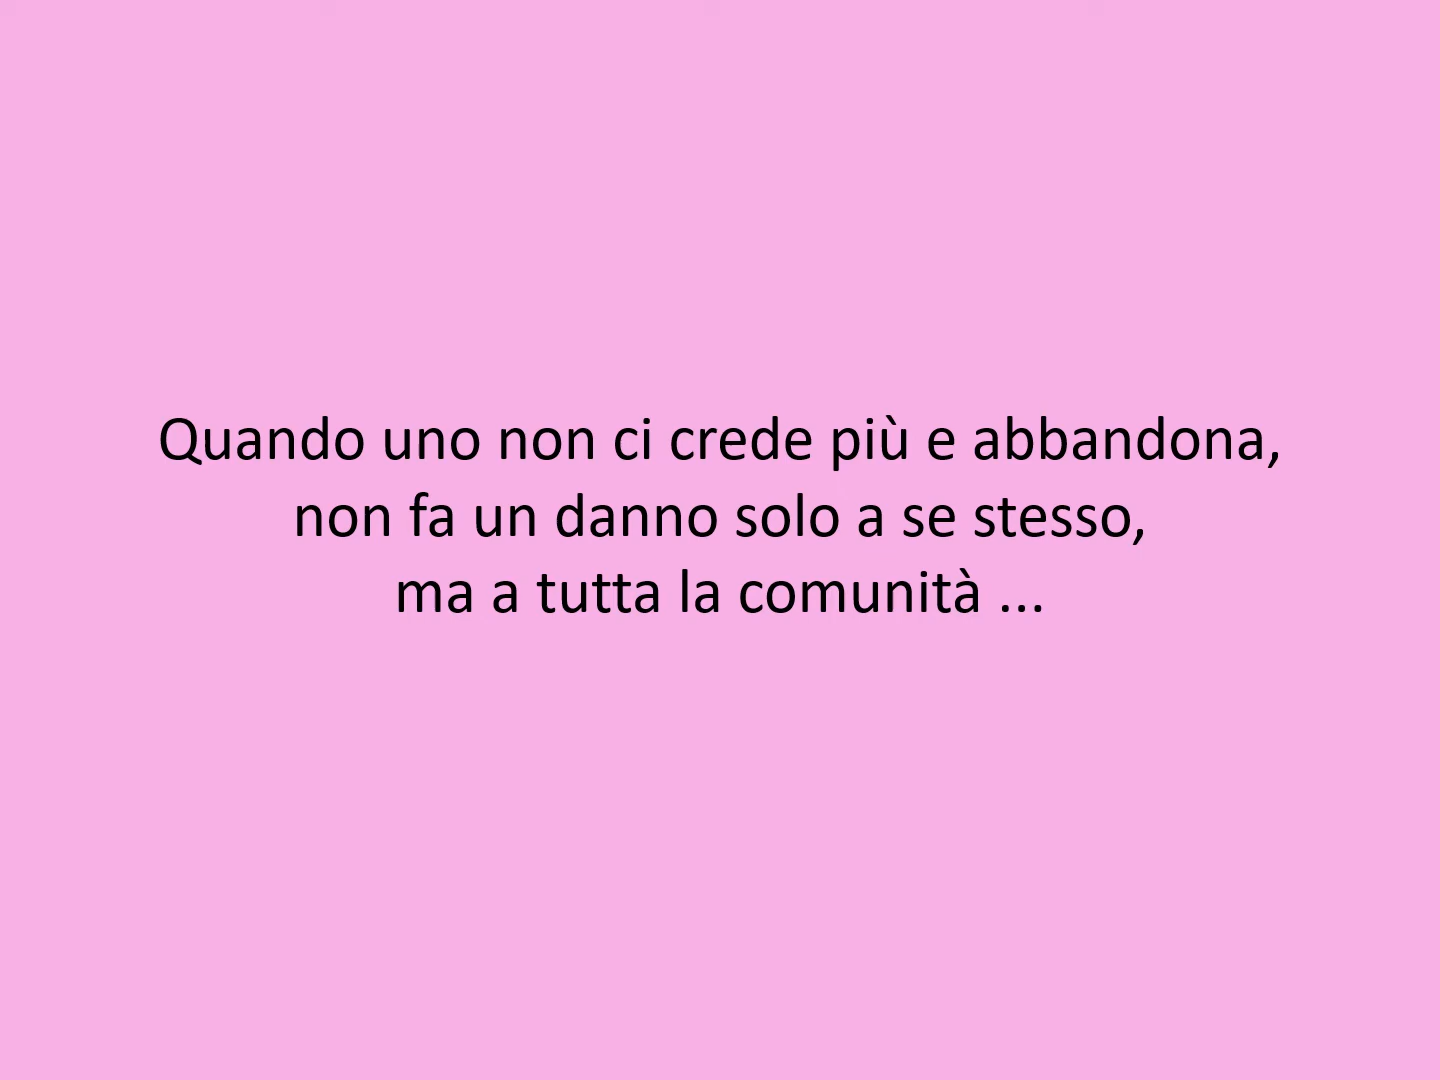 Quando uno non ci crede più e abbandona,
non fa un danno solo a se stesso,
ma a tutta la comunità ...